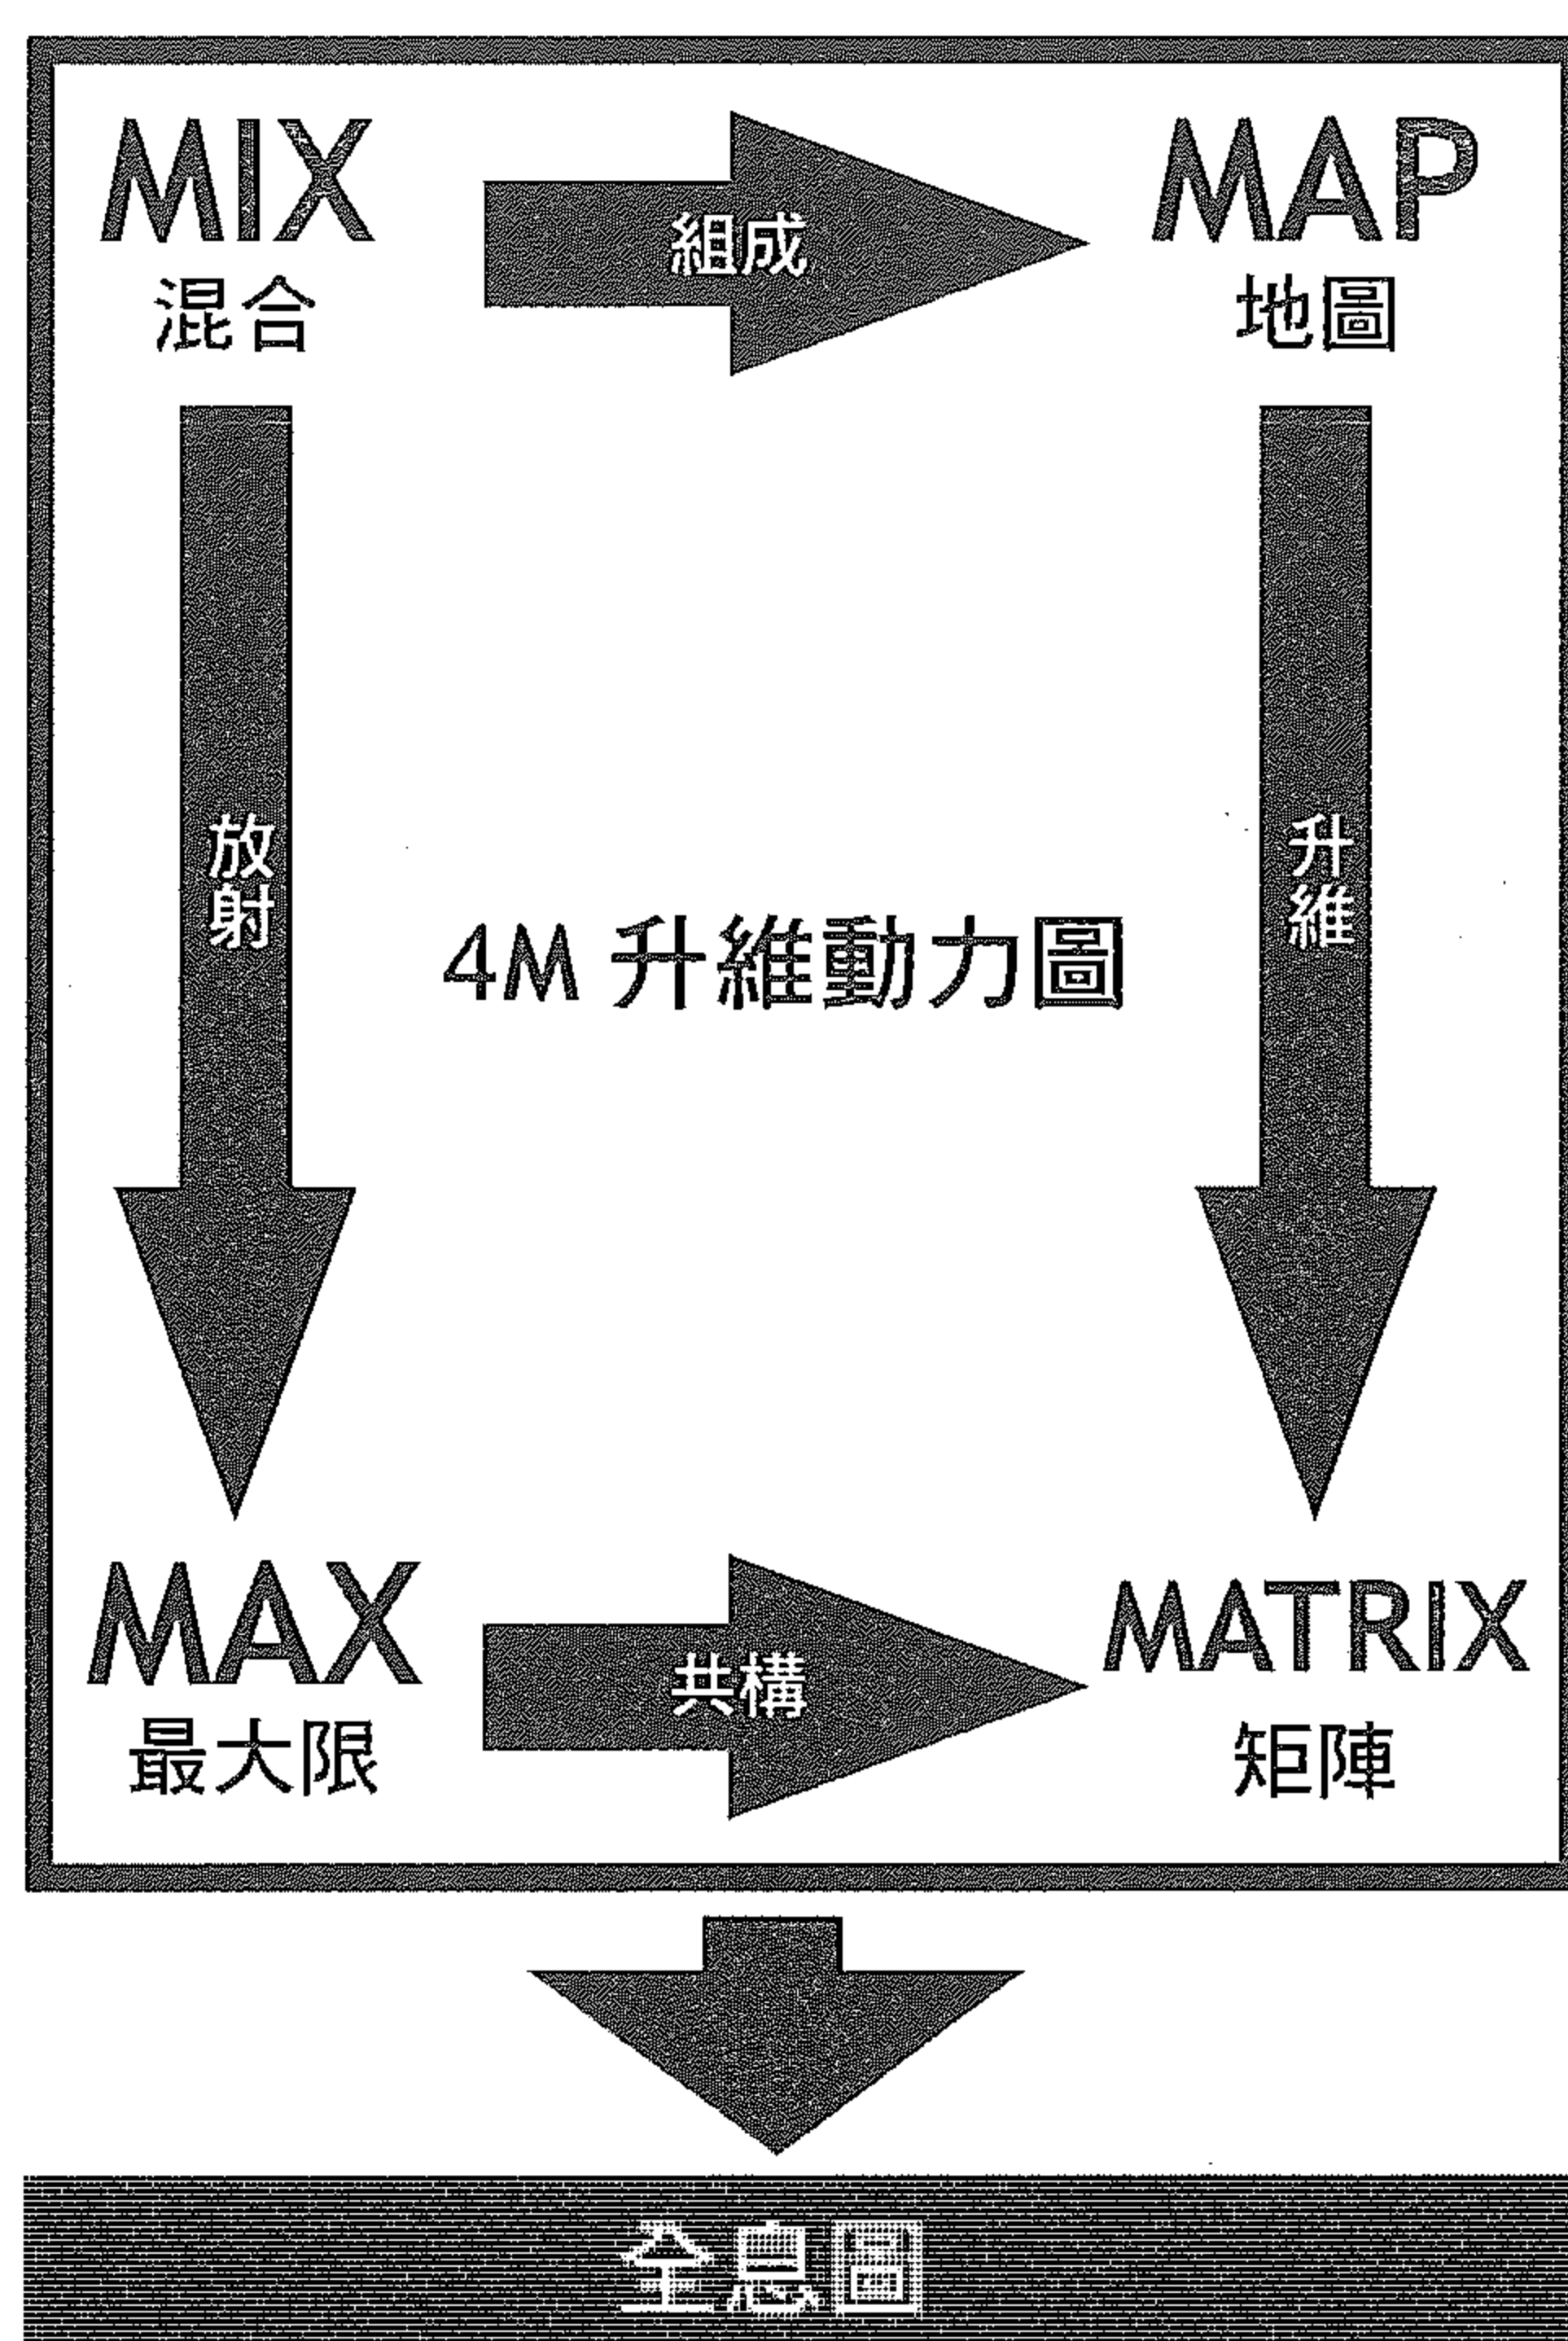 MIX
混合
組成
MAP
地圖
放射
升維
4M 升維動力圖
MAX
最大限
共構
MATRIX
矩陣
全息圖